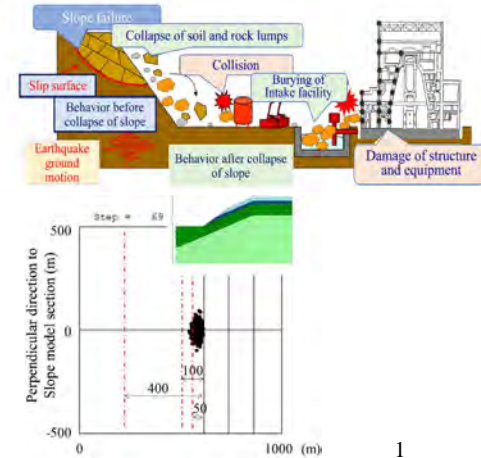 Slope failure
Collapse of soil and rock lumps
Collision
Burying of
Intake facility
Slip surface
Behavior before
collapse of slope
Earthquake
ground
motion
Behavior after collapse
of slope
Damage of structure
and equipment
Step = 69
500
0
-500
Perpendicular direction to
Slope model section (m)
100
400
50
0
1000
(m)
1